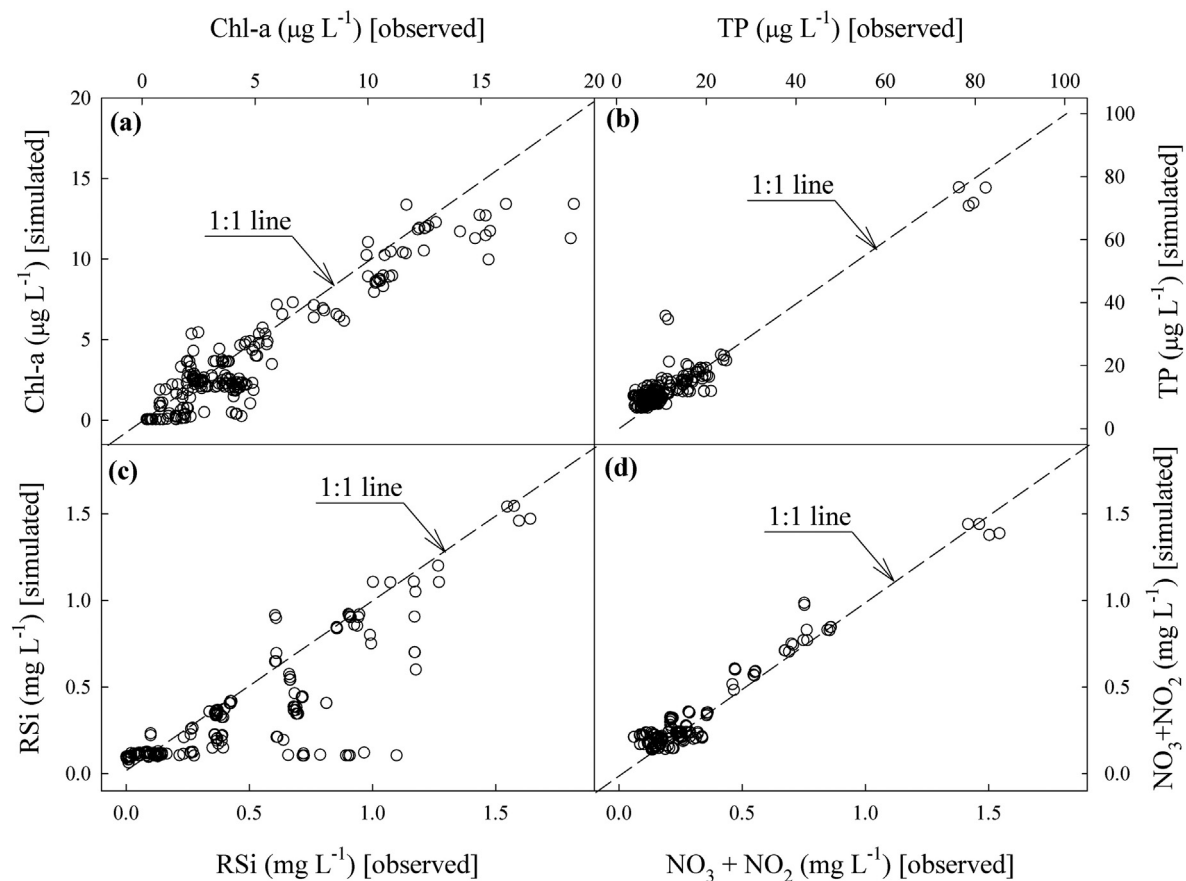 Chl-a (μg L⁻¹) [observed] TP (μg L⁻¹) [observed]
0 5 10 15 20 0 20 40 60 80 100
(a) (b)
20
15
10
5
0
Chl-a (μg L⁻¹) [simulated]
1:1 line
1:1 line
100
80
60
40
20
0
TP (μg L⁻¹) [simulated]
(c) (d)
1.5
1.0
0.5
0.0
RSi (mg L⁻¹) [simulated]
1:1 line
1:1 line
1.5
1.0
0.5
0.0
NO₃+NO₂ (mg L⁻¹) [simulated]
0.0 0.5 1.0 1.5 0.0 0.5 1.0 1.5
RSi (mg L⁻¹) [observed] NO₃ + NO₂ (mg L⁻¹) [observed]